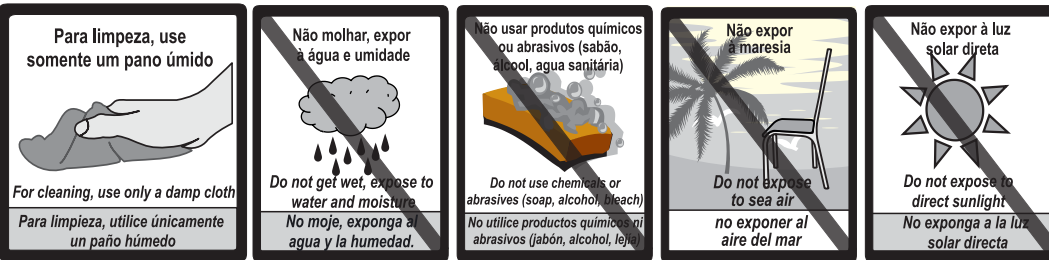 Para limpeza, use
somente um pano úmido
For cleaning, use only a damp cloth
Para limpieza, utilice únicamente
un paño húmedo
Não molhar, expor
à água e umidade
Do not get wet, expose to
water and moisture
No moje, exponga al
agua y la humedad.
Não usar produtos químicos
ou abrasivos (sabão,
álcool, agua sanitária)
Do not use chemicals or
abrasives (soap, alcohol, bleach)
No utilice productos químicos ni
abrasivos (jabón, alcohol, lejía)
Não expor
à maresia
Do not expose
to sea air
no exponer al
aire del mar
Não expor à luz
solar direta
Do not expose to
direct sunlight
No exponga a la luz
solar directa